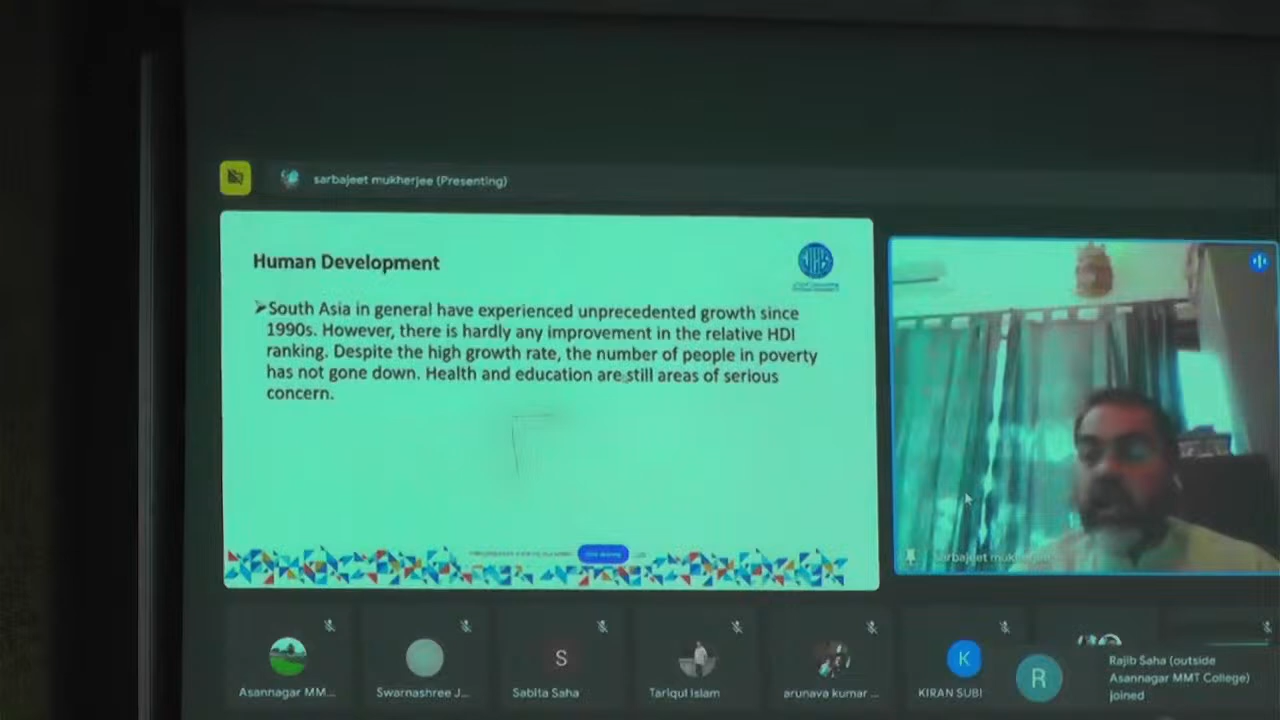 sarbajeet mukherjee (Presenting)
Human Development
➢South Asia in general have experienced unprecedented growth since
1990s. However, there is hardly any improvement in the relative HDI
ranking. Despite the high growth rate, the number of people in poverty
has not gone down. Health and education are still areas of serious
concern.
sarbajeet
Asannagar MM...
Swarnashree J...
S
Sabita Saha
Tariqul Islam
arunava kumar ...
K
KIRAN SUBI
R
Rajib Saha (outside
Asannagar MMT College)
joined